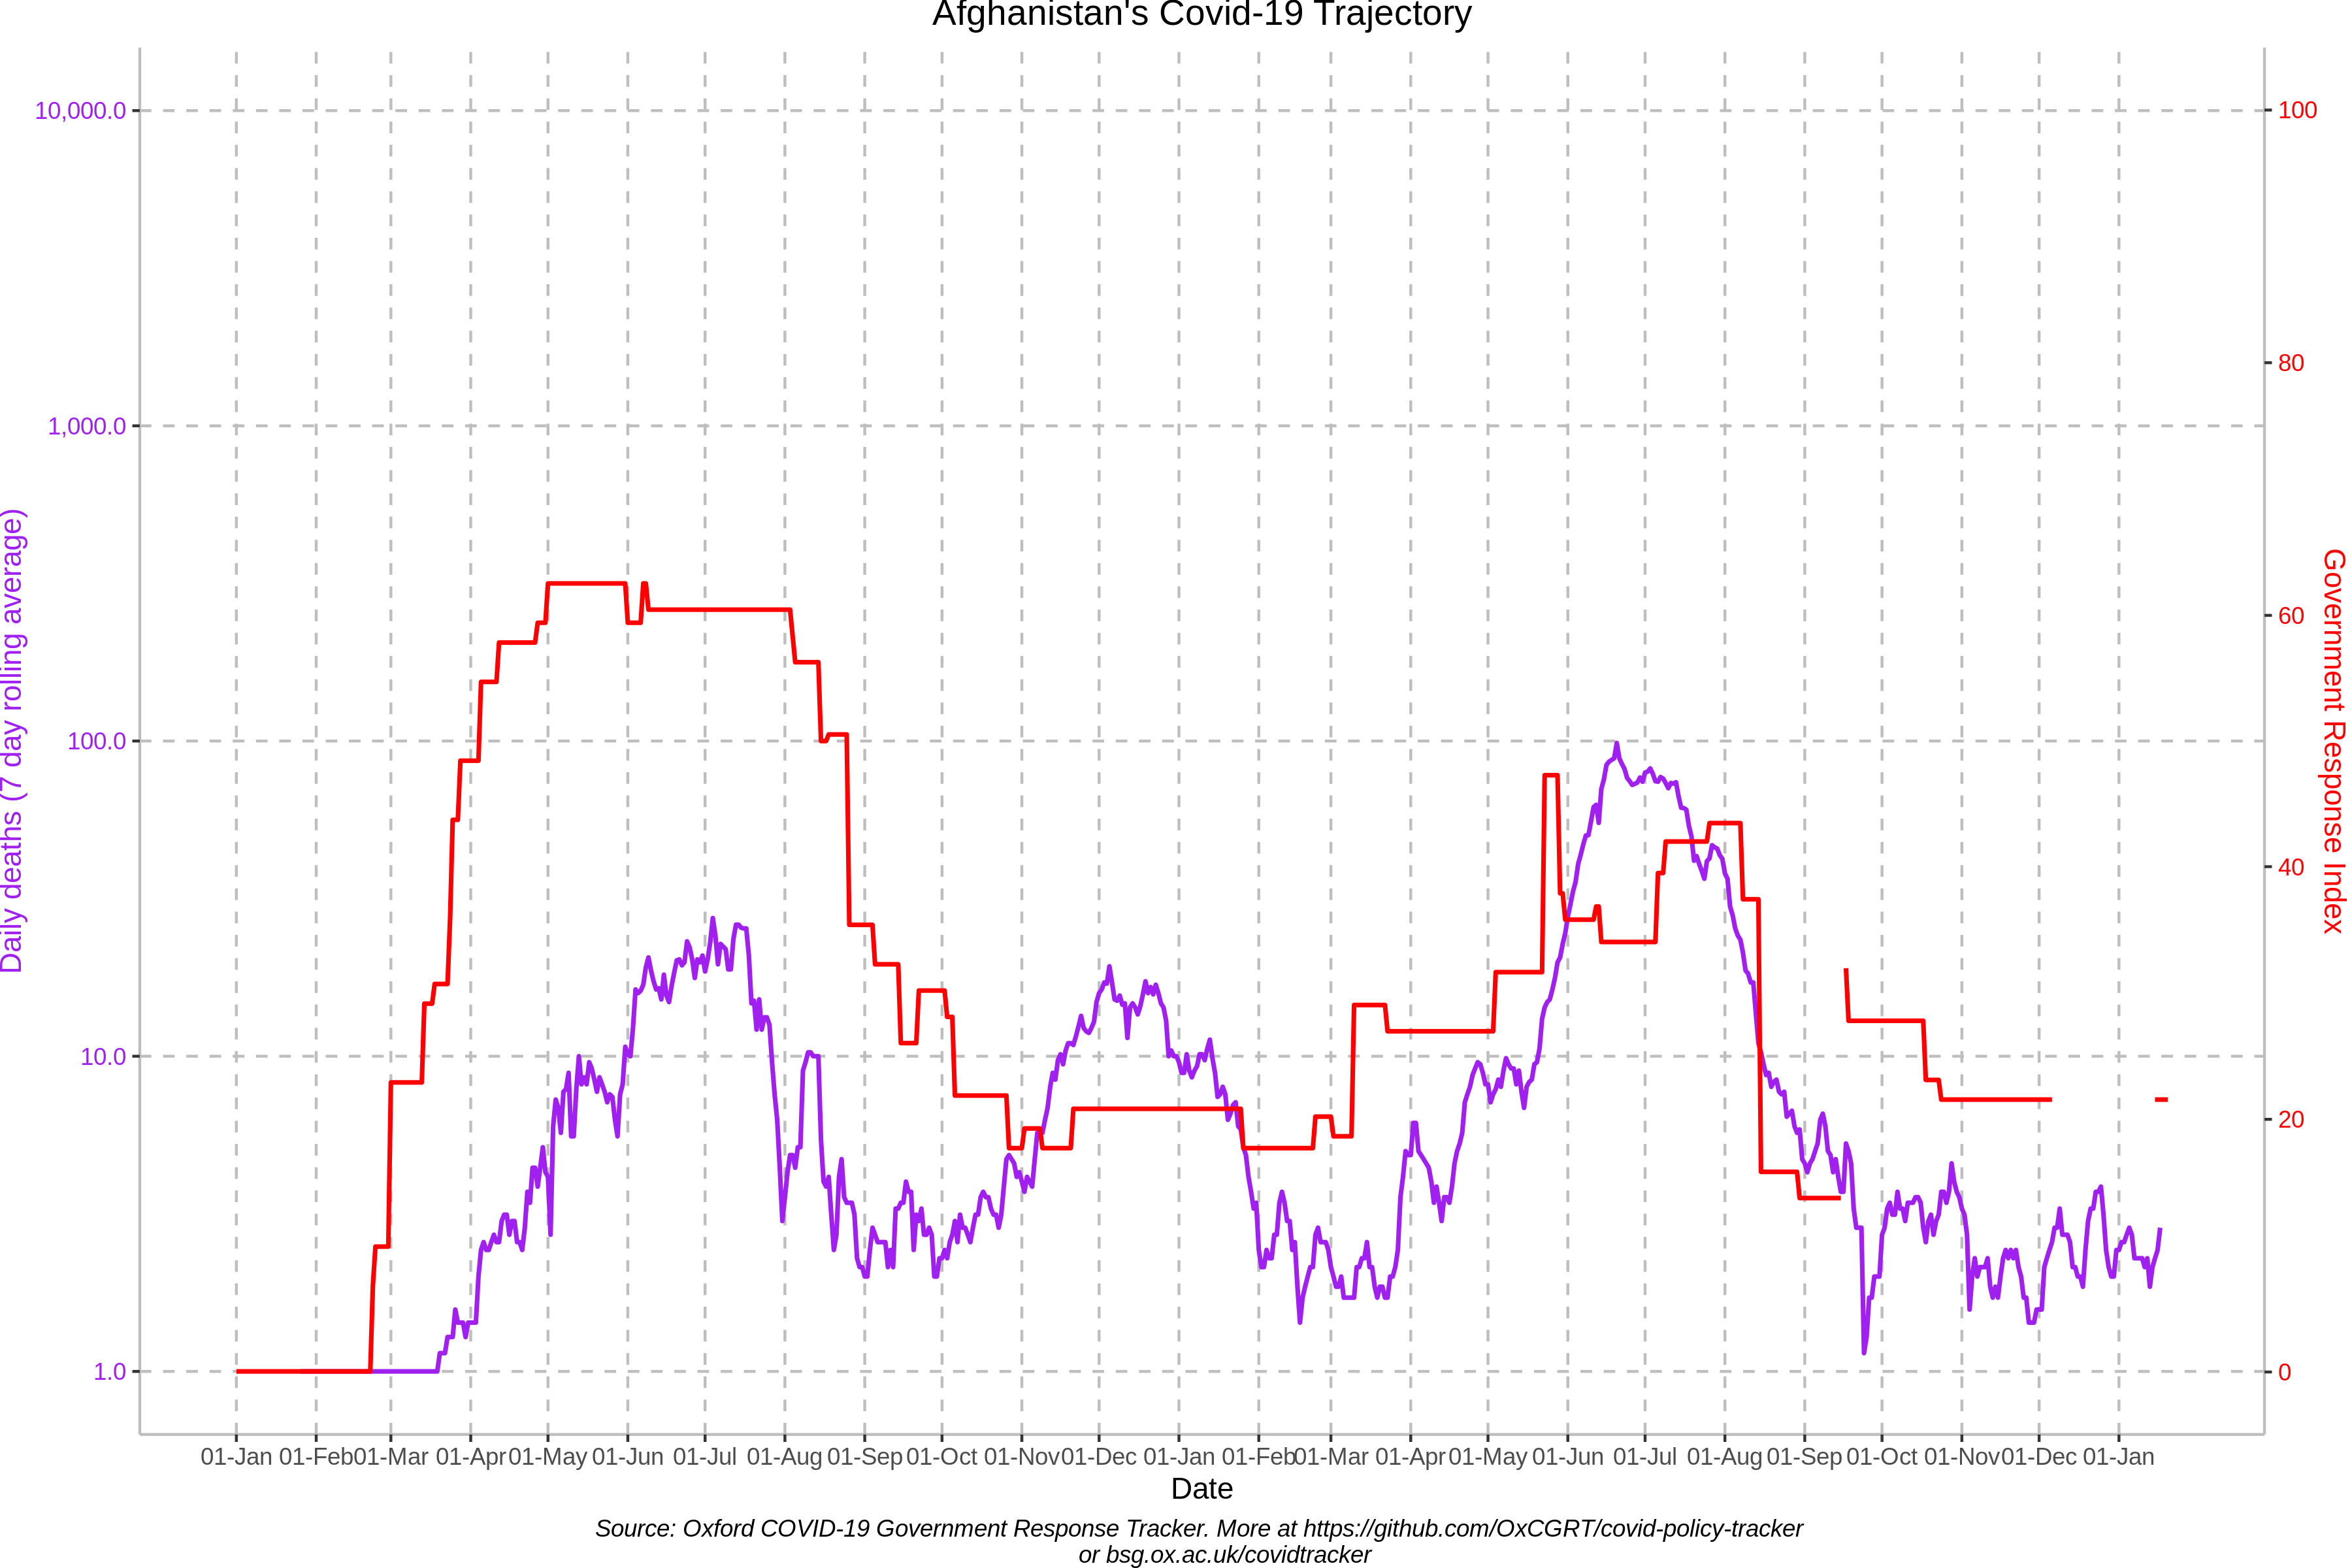 Afghanistan's Covid-19 Trajectory
10,000.0
1,000.0
100.0
10.0
1.0
Daily deaths (7 day rolling average)
100
80
60
40
20
0
Government Response Index
01-Jan 01-Feb 01-Mar 01-Apr 01-May 01-Jun 01-Jul 01-Aug 01-Sep 01-Oct 01-Nov 01-Dec 01-Jan 01-Feb 01-Mar 01-Apr 01-May 01-Jun 01-Jul 01-Aug 01-Sep 01-Oct 01-Nov 01-Dec 01-Jan
Date
Source: Oxford COVID-19 Government Response Tracker. More at https://github.com/OxCGRT/covid-policy-tracker
or bsg.ox.ac.uk/covidtracker